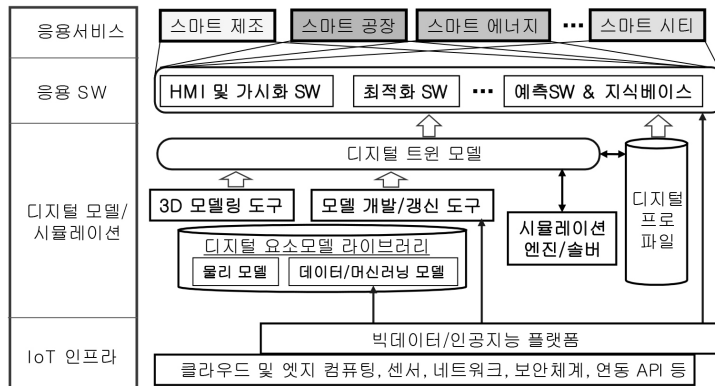 응용서비스
스마트 제조
스마트 공장
스마트 에너지
···
스마트 시티
응용 SW
HMI 및 가시화 SW
최적화 SW
···
예측SW & 지식베이스
디지털 모델/
시뮬레이션
디지털 트윈 모델
3D 모델링 도구
모델 개발/갱신 도구
시뮬레이션
엔진/솔버
디지털
프로
파일
디지털 요소모델 라이브러리
물리 모델
데이터/머신러닝 모델
IoT 인프라
빅데이터/인공지능 플랫폼
클라우드 및 엣지 컴퓨팅, 센서, 네트워크, 보안체계, 연동 API 등